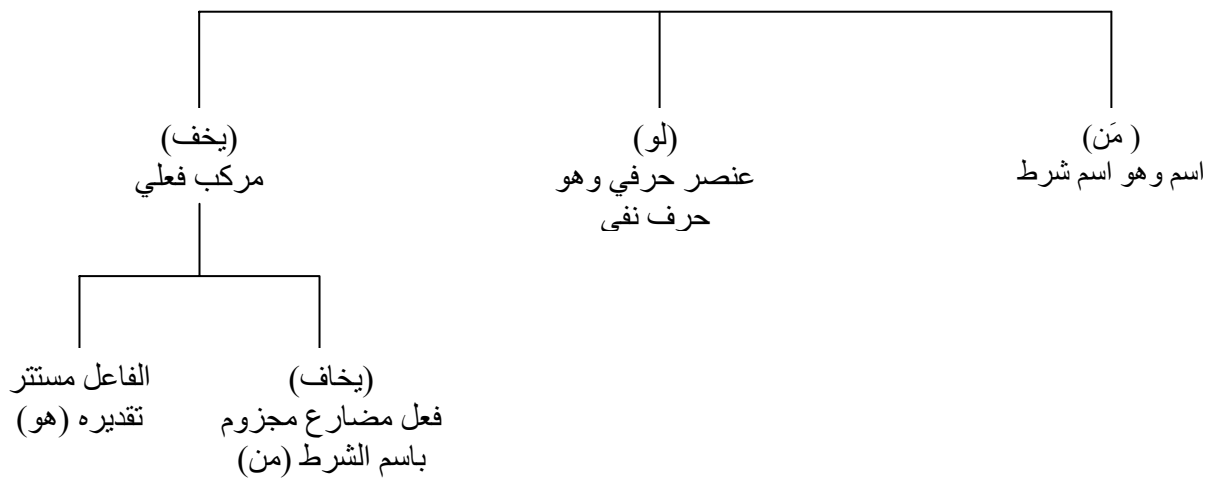 ( مَن)
اسم وهو اسم شرط
(لو)
عنصر حرفي وهو
حرف نفي
(يخف)
مركب فعلي
(يخاف)
فعل مضارع مجزوم
باسم الشرط (من)
الفاعل مستتر
تقديره (هو)